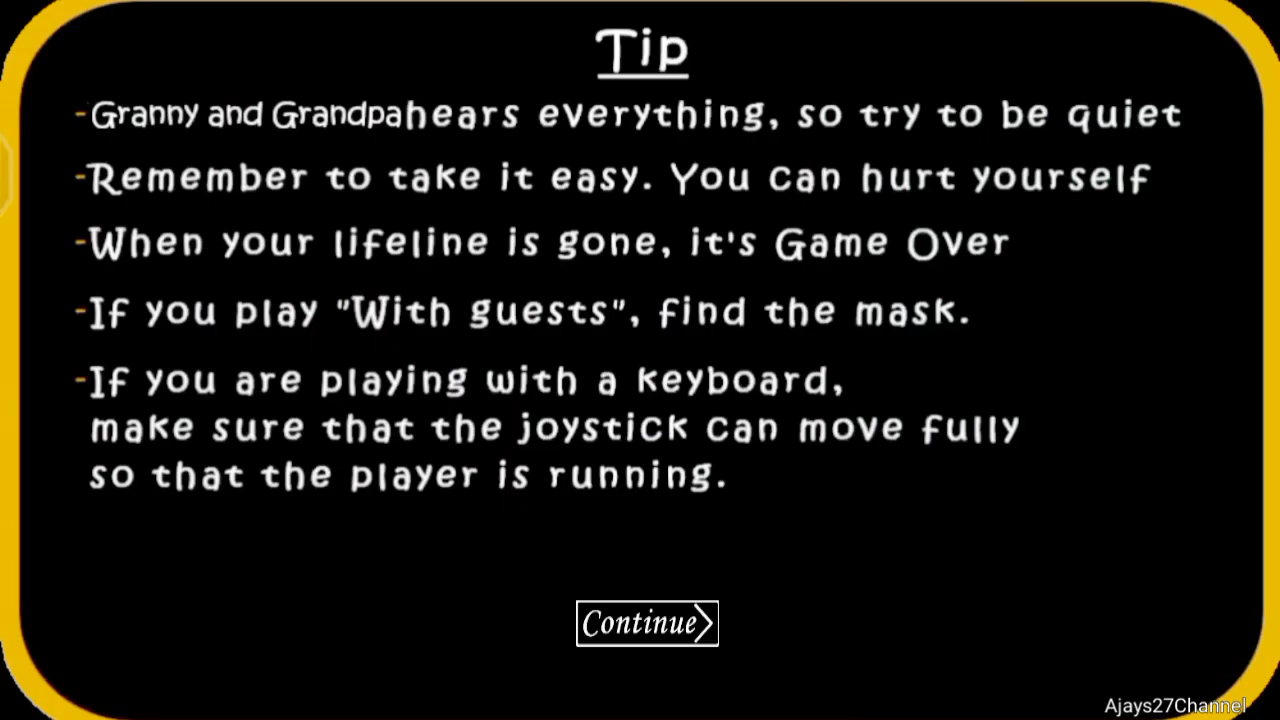 Tip
-Granny and Grandpahears everything, so try to be quiet
-Remember to take it easy. You can hurt yourself
-When your lifeline is gone, it's Game Over
-If you play "With guests", find the mask.
-If you are playing with a keyboard,
make sure that the joystick can move fully
so that the player is running.
Continue
Ajays27Channel